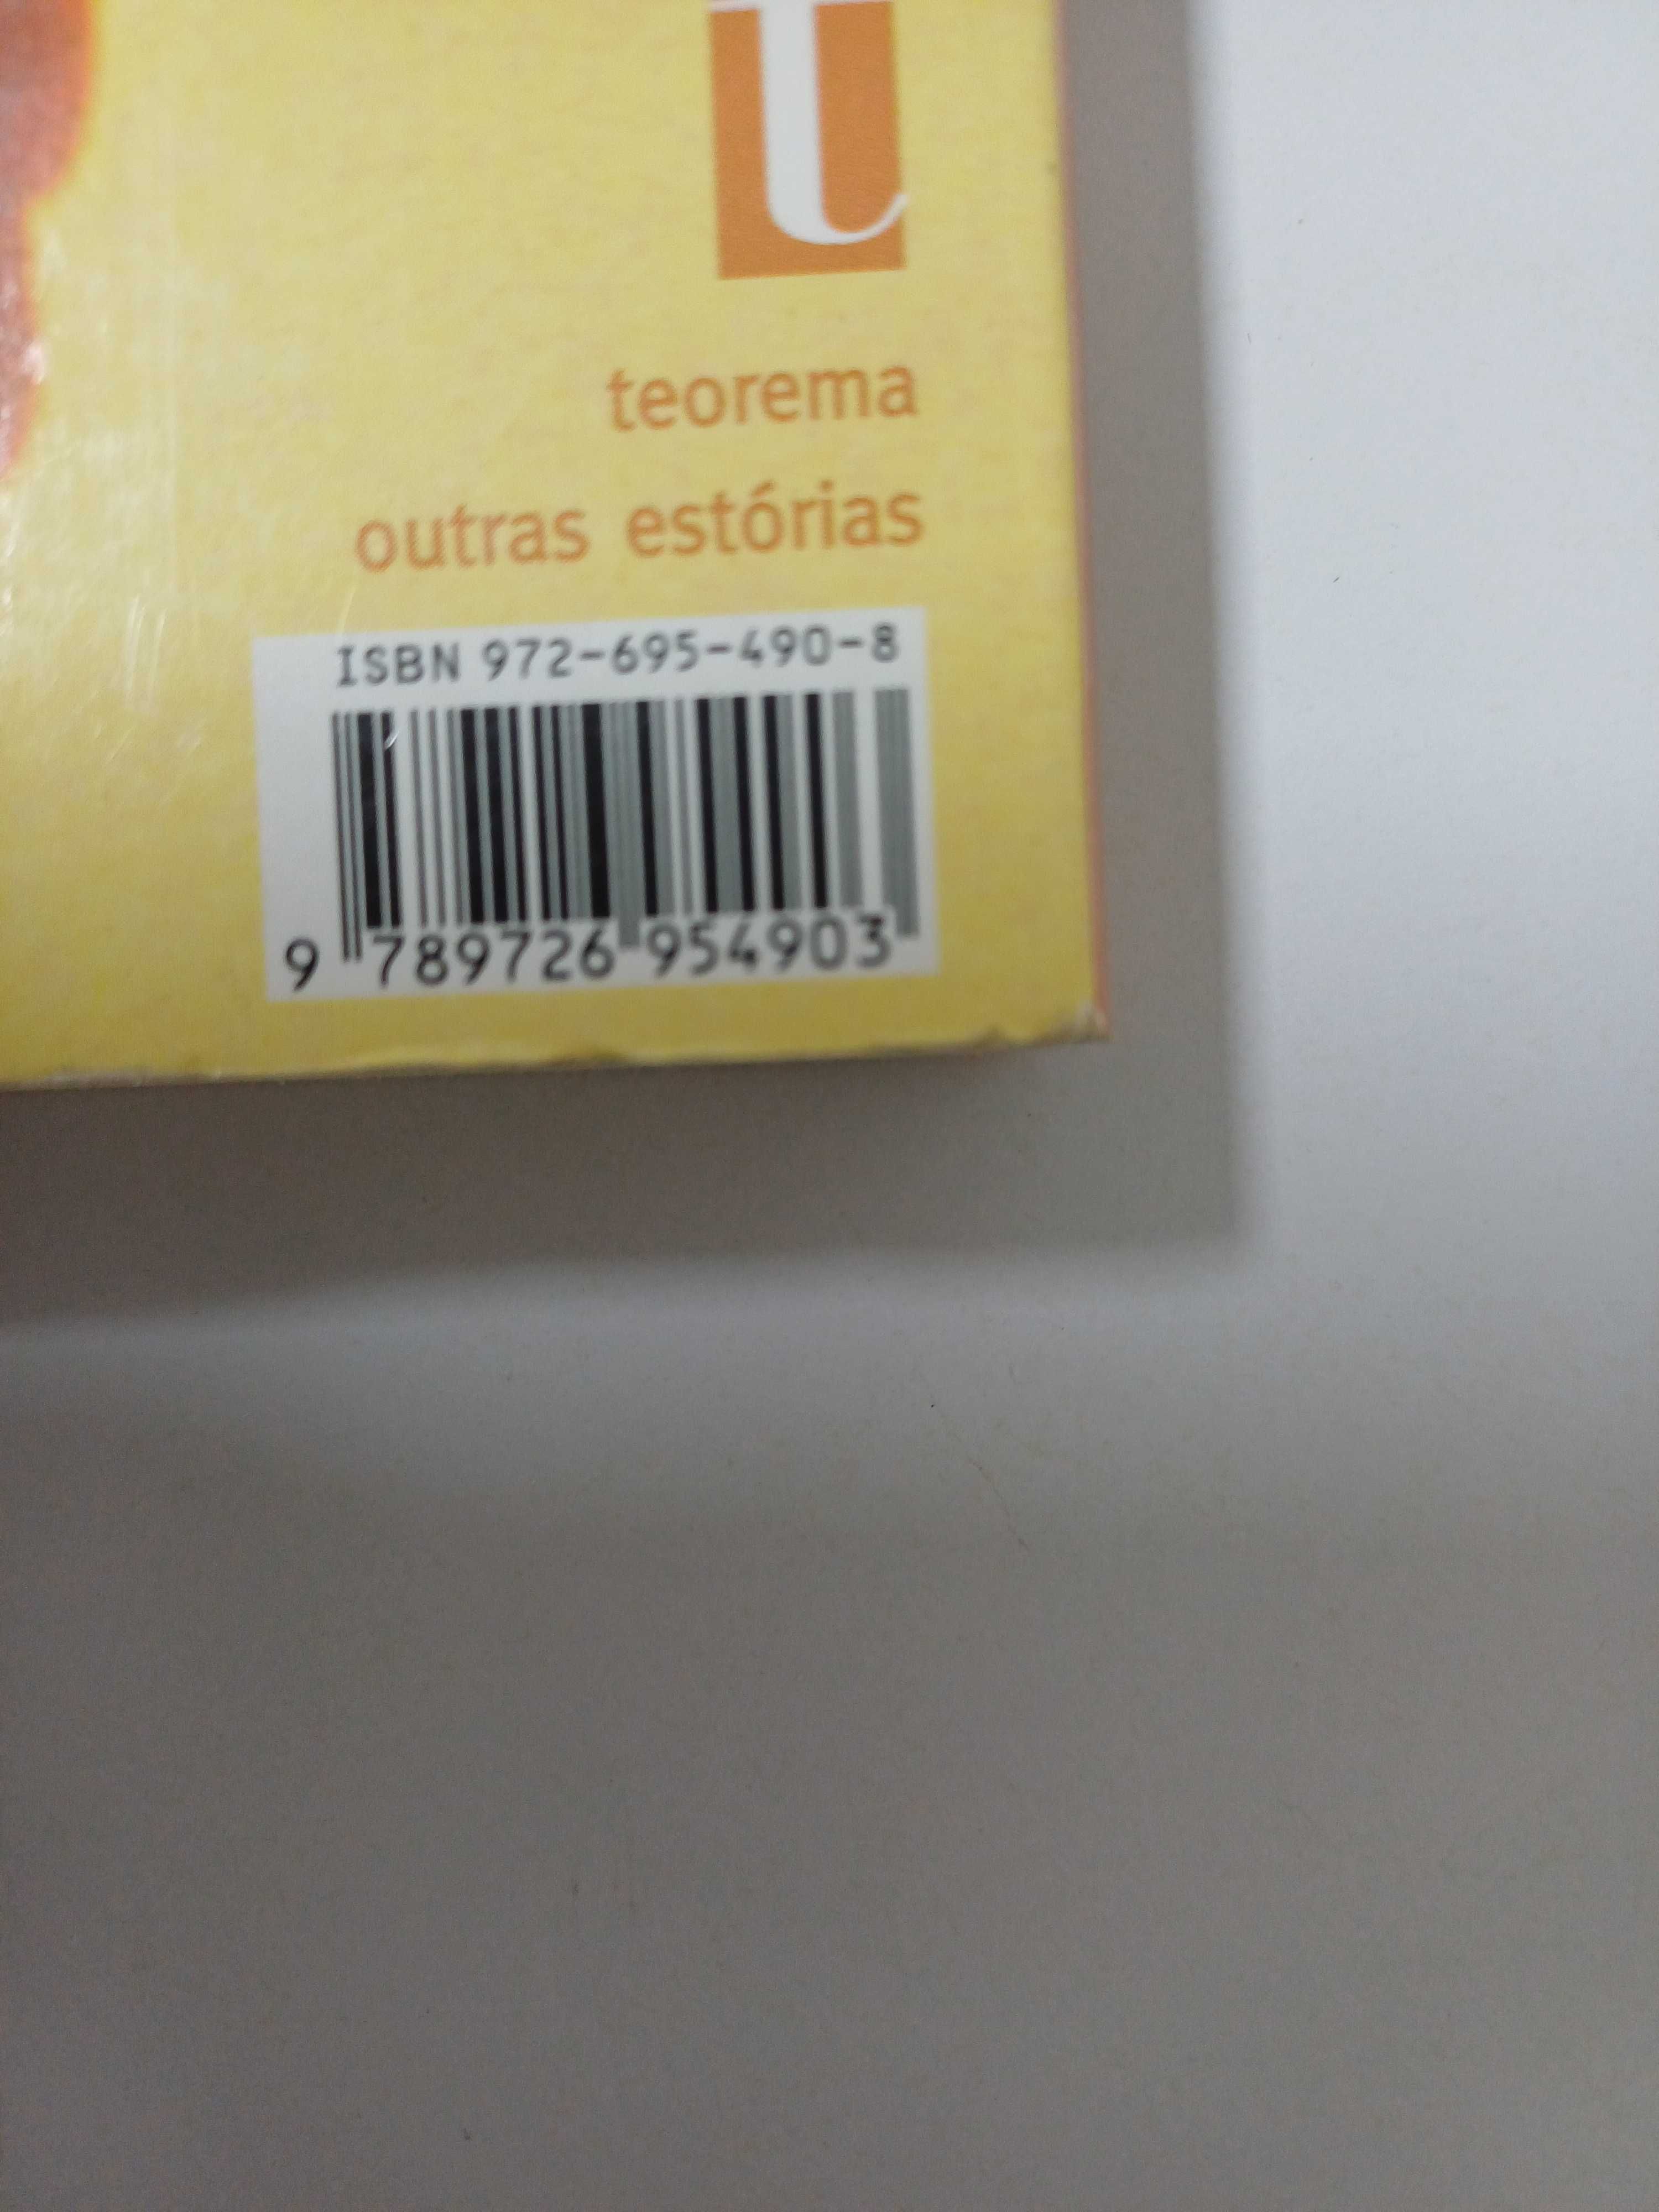 t
teorema
outras estórias
ISBN 972-695-490-8
9 789726 954903